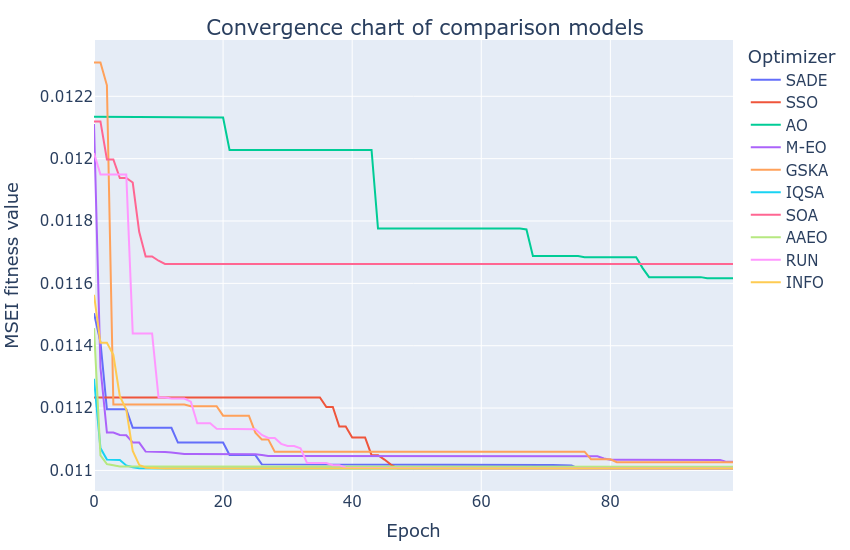 Convergence chart of comparison models
MSEI fitness value
0.0122
0.012
0.0118
0.0116
0.0114
0.0112
0.011
0
20
40
60
80
Epoch
Optimizer
SADE
SSO
AO
M-EO
GSKA
IQSA
SOA
AAEO
RUN
INFO